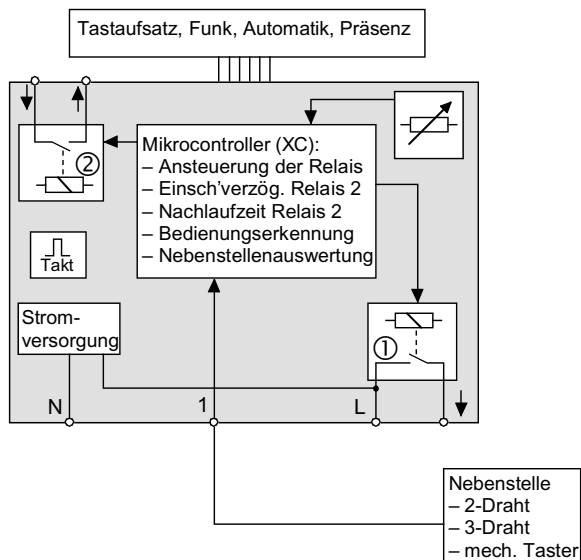 Tastaufsatz, Funk, Automatik, Präsenz
Mikrocontroller (XC):
– Ansteuerung der Relais
– Einsch'verzög. Relais 2
– Nachlaufzeit Relais 2
– Bedienungserkennung
– Nebenstellenauswertung
②
Takt
Strom-
versorgung
①
N
1
L
Nebenstelle
– 2-Draht
– 3-Draht
– mech. Taster